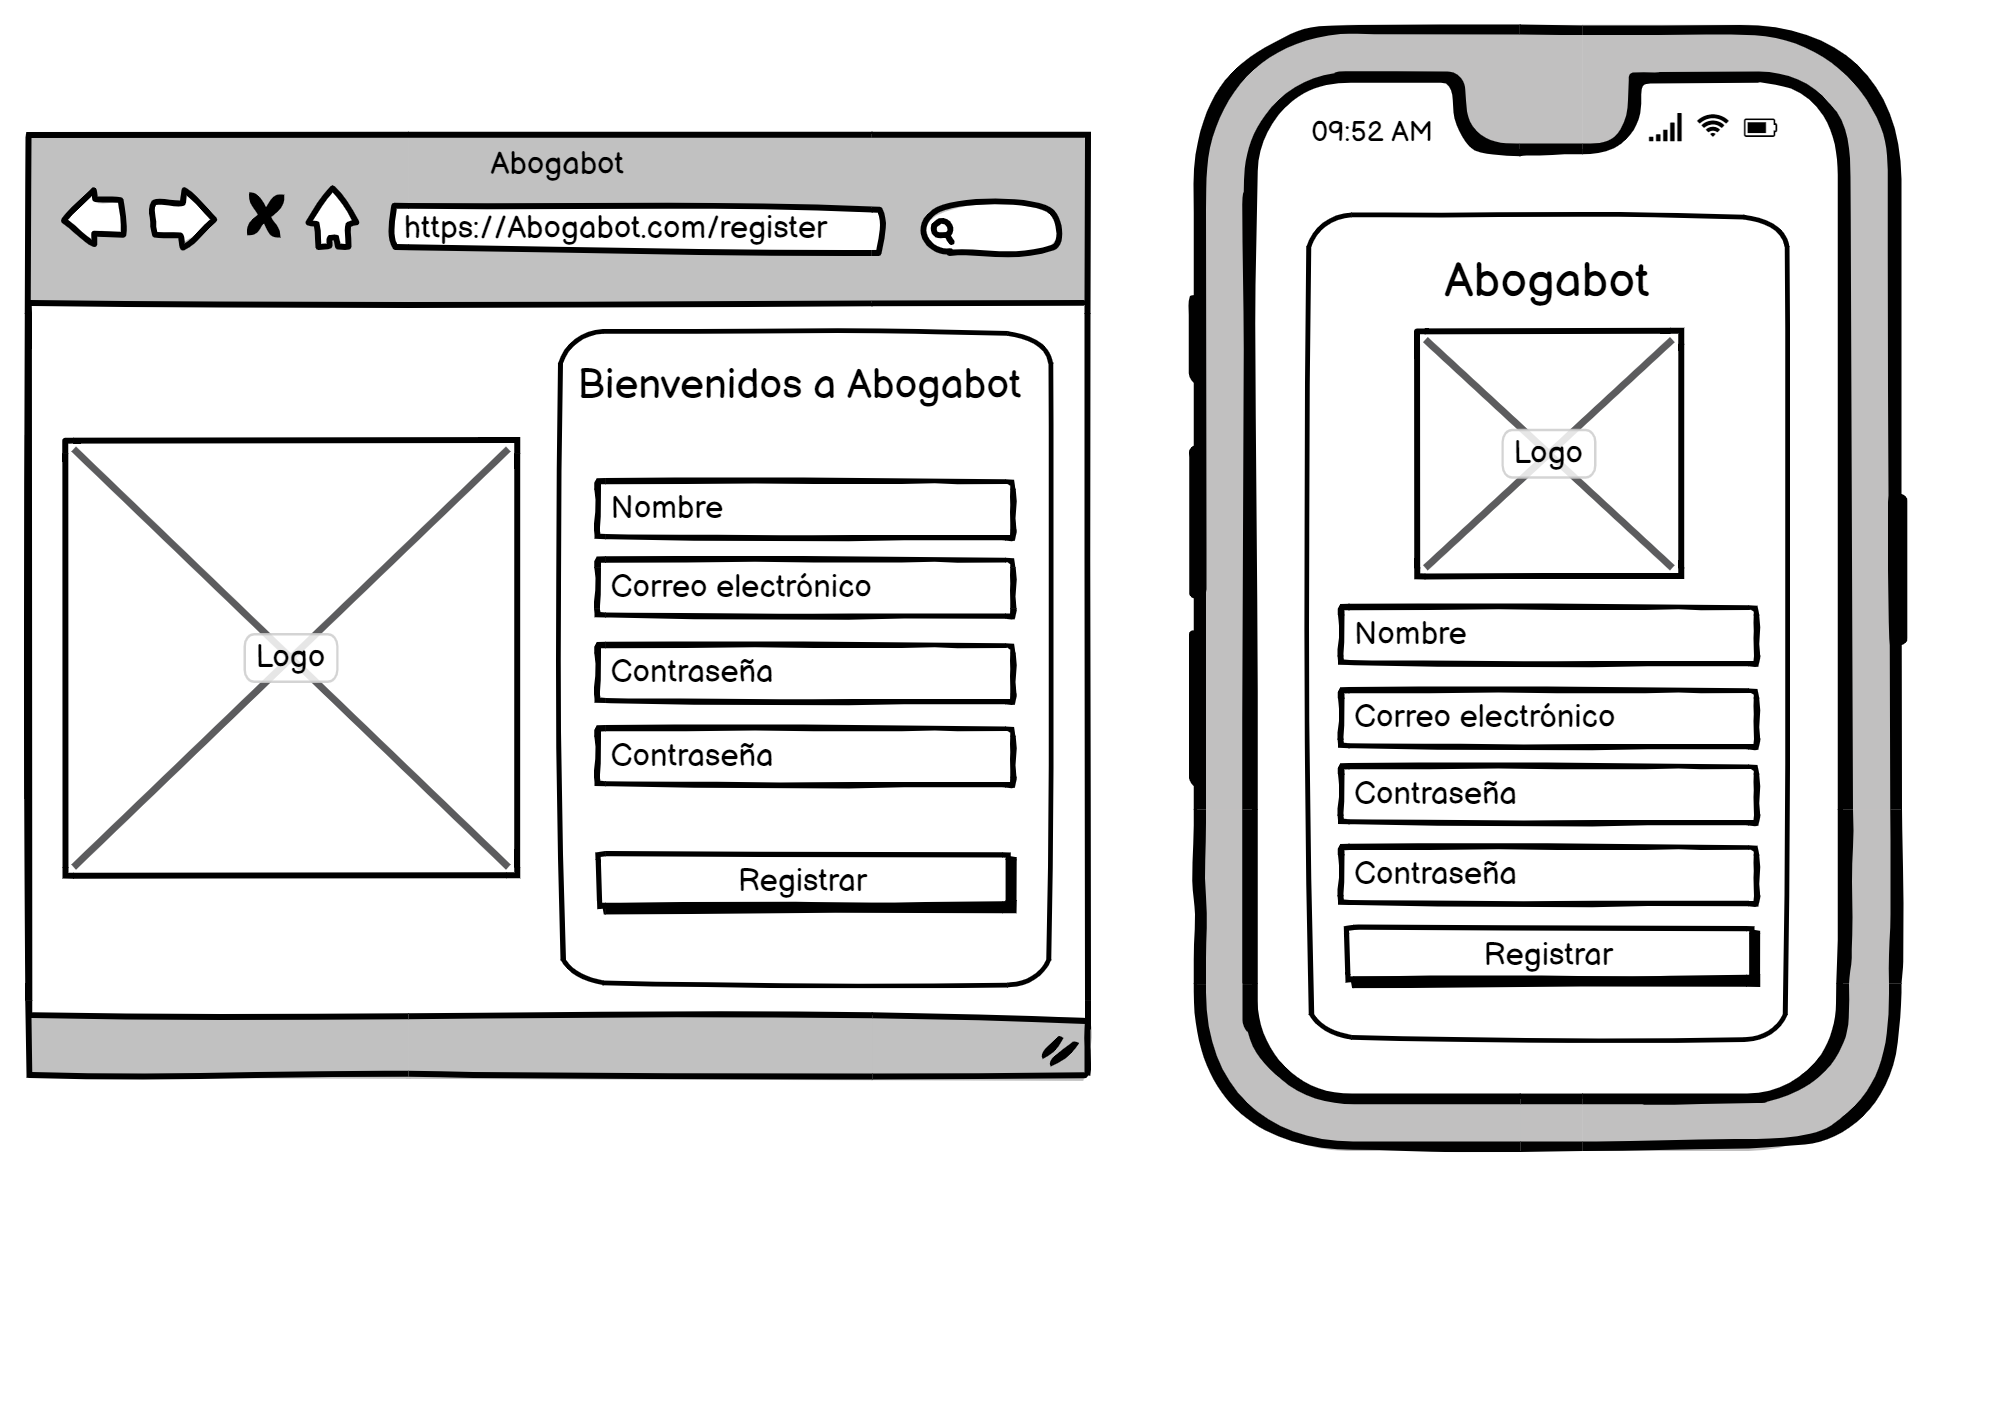 Abogabot
https://Abogabot.com/register
Bienvenidos a Abogabot
Logo
Nombre
Correo electrónico
Contraseña
Contraseña
Registrar
09:52 AM
Abogabot
Logo
Nombre
Correo electrónico
Contraseña
Contraseña
Registrar